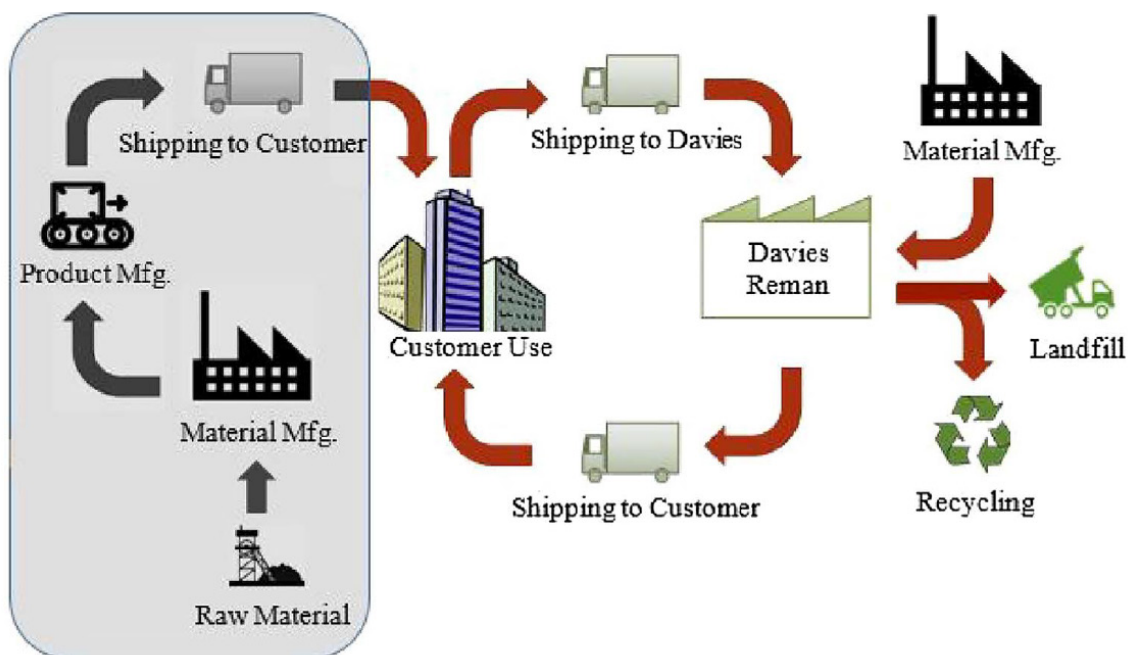 Shipping to Customer
Shipping to Davies
Material Mfg.
Product Mfg.
Davies
Reman
Customer Use
Landfill
Material Mfg.
Shipping to Customer
Recycling
Raw Material